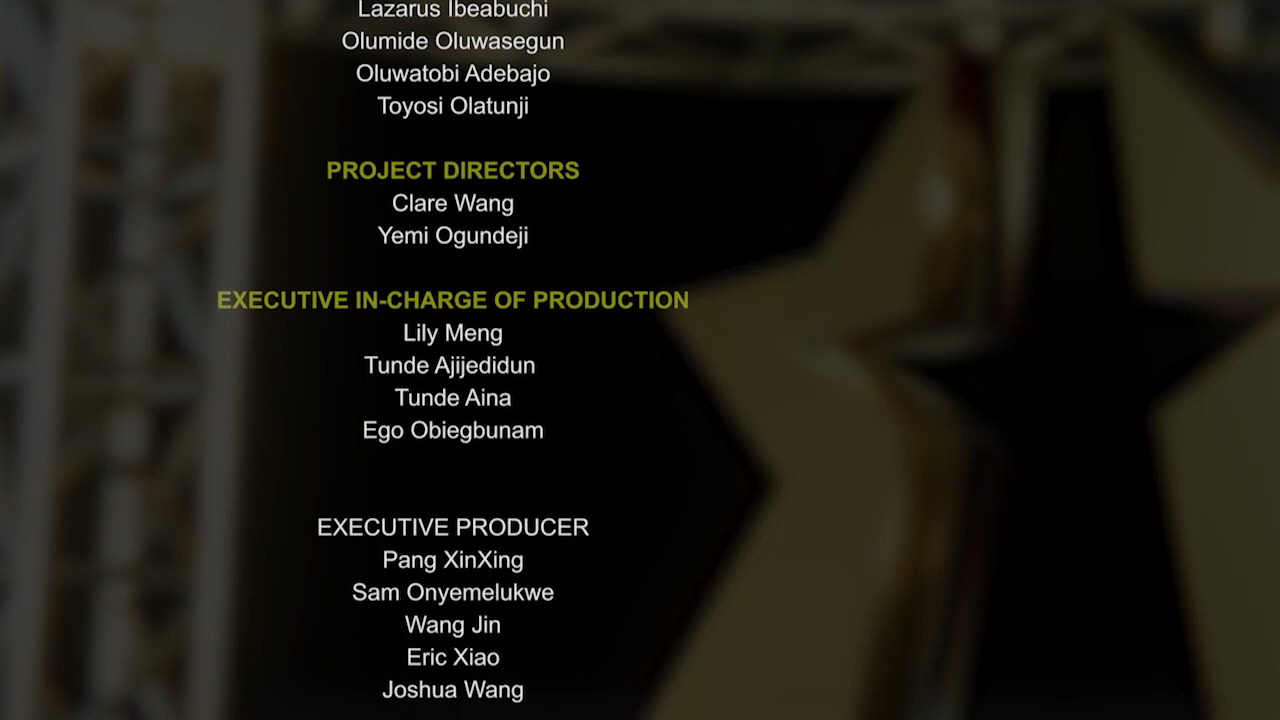 Lazarus Ibeabuchi
Olumide Oluwasegun
Oluwatobi Adebajo
Toyosi Olatunji
PROJECT DIRECTORS
Clare Wang
Yemi Ogundeji
EXECUTIVE IN-CHARGE OF PRODUCTION
Lily Meng
Tunde Ajijedidun
Tunde Aina
Ego Obiegbunam
EXECUTIVE PRODUCER
Pang XinXing
Sam Onyemelukwe
Wang Jin
Eric Xiao
Joshua Wang